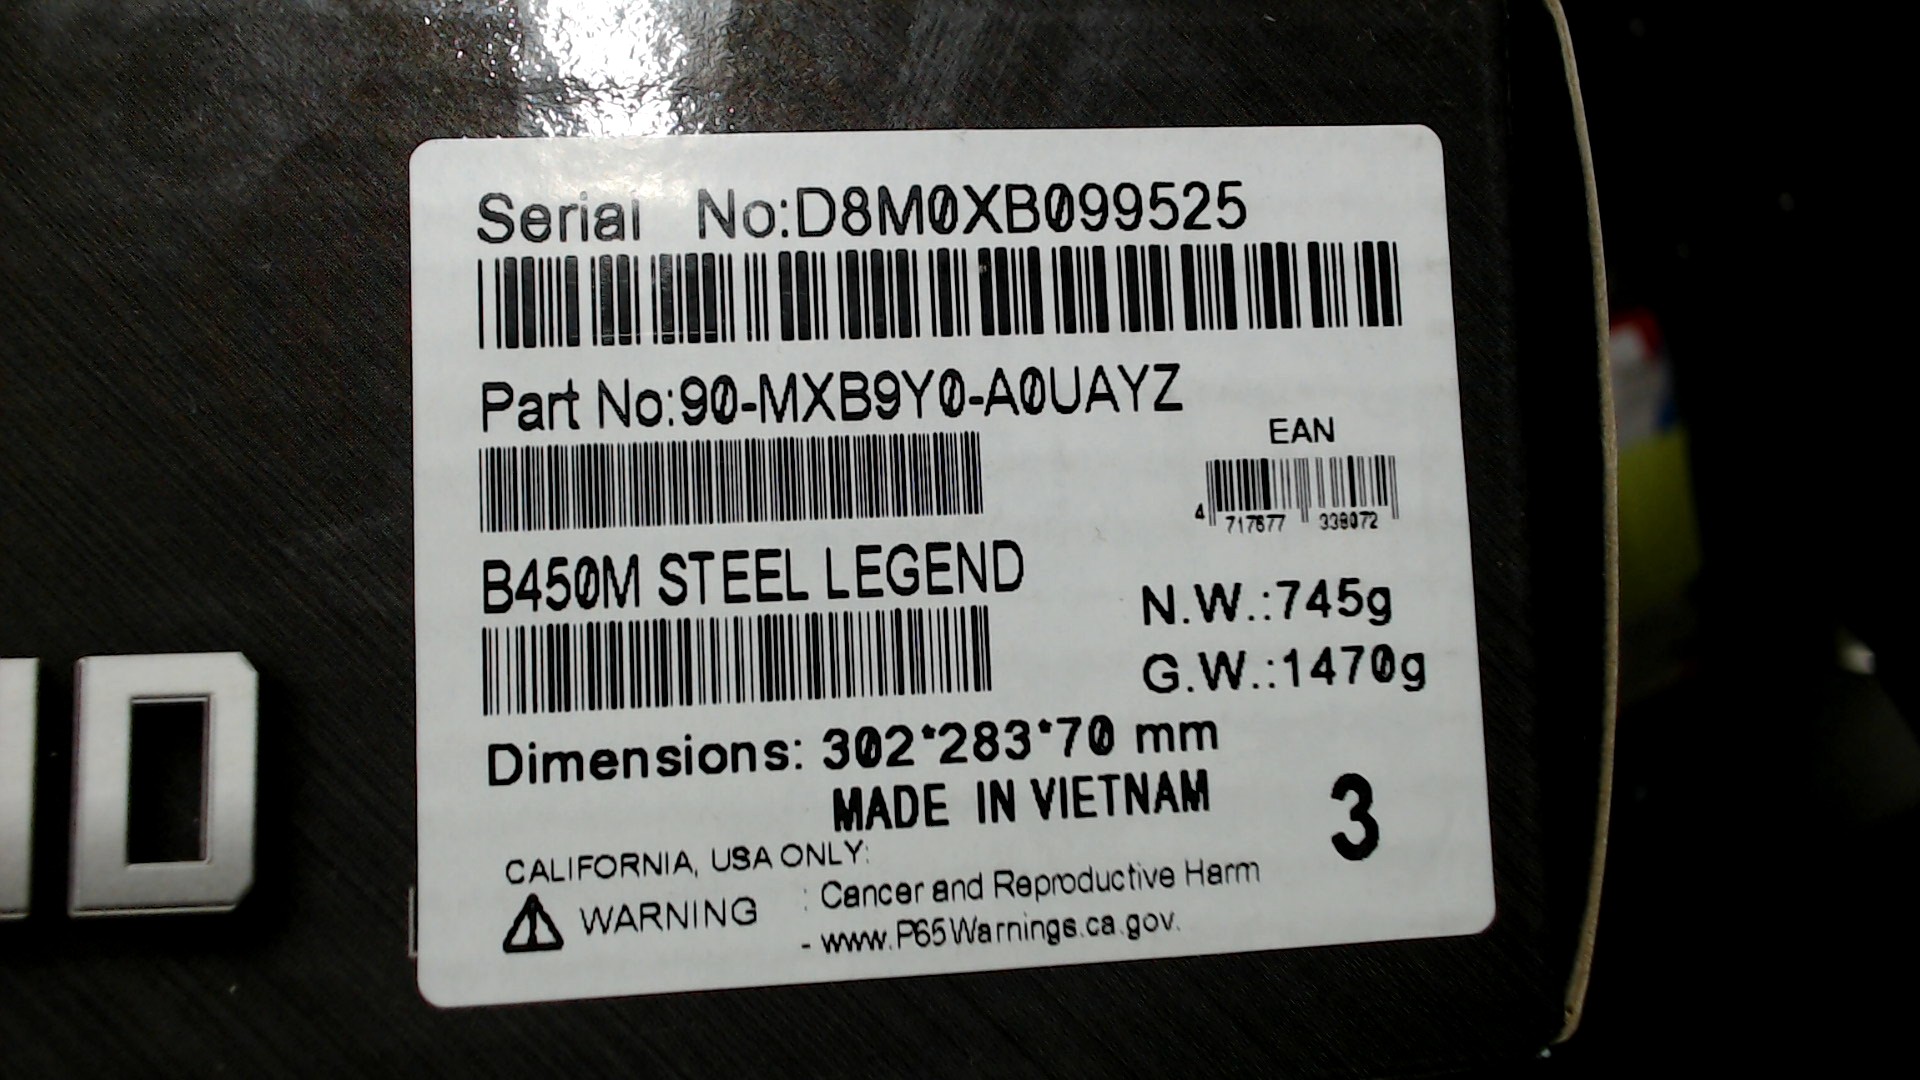 Serial No:D8M0XB099525
Part No:90-MXB9Y0-A0UAYZ
EAN
4 717677 338072
B450M STEEL LEGEND
N.W.:745g
G.W.:1470g
Dimensions: 302*283*70 mm
MADE IN VIETNAM
3
CALIFORNIA, USA ONLY:
WARNING : Cancer and Reproductive Harm
- www.P65Warnings.ca.gov.